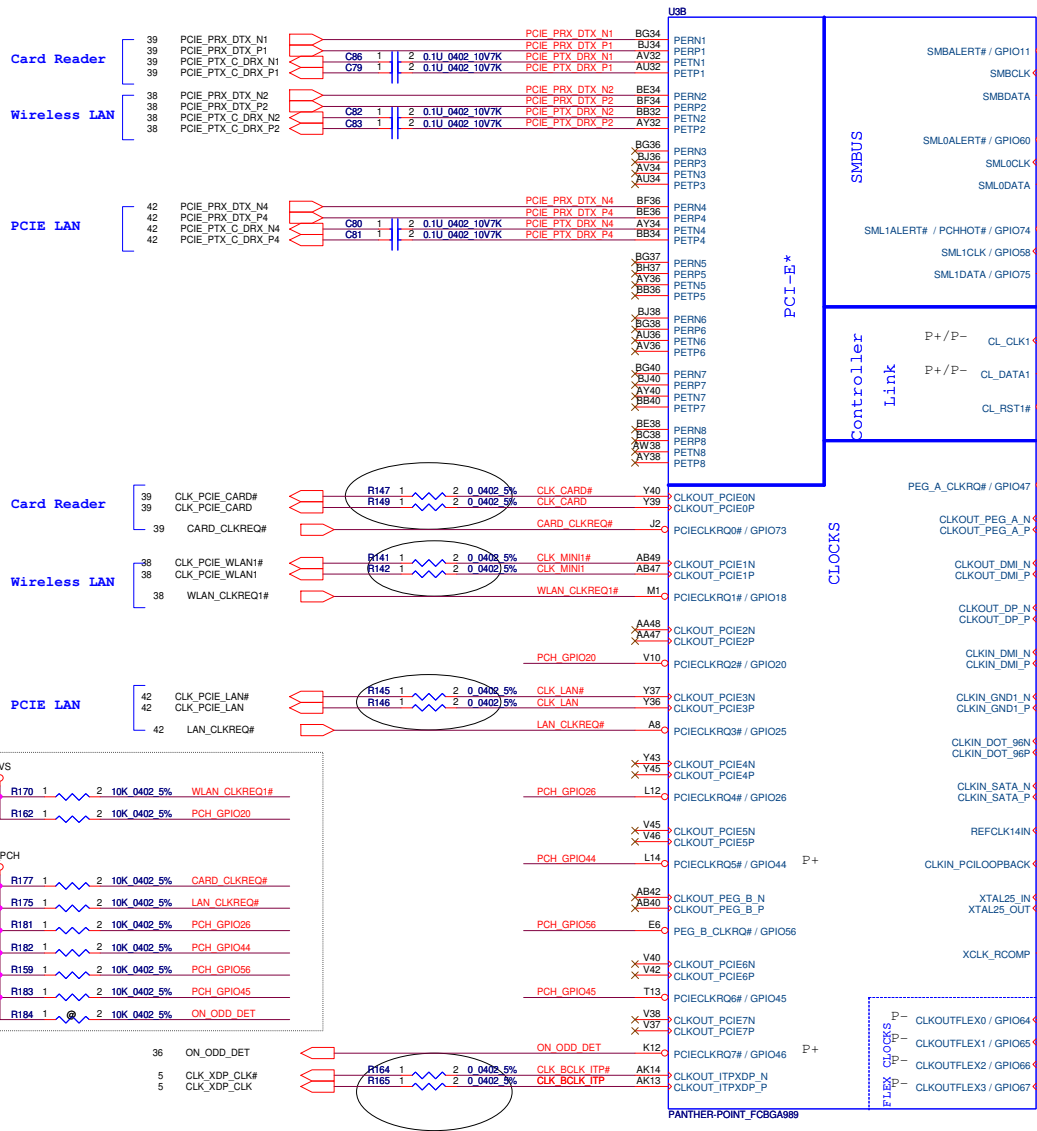 U3B
Card Reader
39 PCIE_PRX_DTX_N1 PCIE_PRX_DTX_N1 BG34 PERN1
39 PCIE_PRX_DTX_P1 PCIE_PRX_DTX_P1 BJ34 PERP1
39 PCIE_PTX_C_DRX_N1 C86 1 2 0.1U_0402_10V7K PCIE_PTX_DRX_N1 AV32 PETN1
39 PCIE_PTX_C_DRX_P1 C79 1 2 0.1U_0402_10V7K PCIE_PTX_DRX_P1 AU32 PETP1
Wireless LAN
38 PCIE_PRX_DTX_N2 PCIE_PRX_DTX_N2 BE34 PERN2
38 PCIE_PRX_DTX_P2 PCIE_PRX_DTX_P2 BF34 PERP2
38 PCIE_PTX_C_DRX_N2 C82 1 2 0.1U_0402_10V7K PCIE_PTX_DRX_N2 BB32 PETN2
38 PCIE_PTX_C_DRX_P2 C83 1 2 0.1U_0402_10V7K PCIE_PTX_DRX_P2 AY32 PETP2
BG36 PERN3
BJ36 PERP3
AV34 PETN3
AU34 PETP3
PCIE LAN
42 PCIE_PRX_DTX_N4 PCIE_PRX_DTX_N4 BF36 PERN4
42 PCIE_PRX_DTX_P4 PCIE_PRX_DTX_P4 BE36 PERP4
42 PCIE_PTX_C_DRX_N4 C80 1 2 0.1U_0402_10V7K PCIE_PTX_DRX_N4 AY34 PETN4
42 PCIE_PTX_C_DRX_P4 C81 1 2 0.1U_0402_10V7K PCIE_PTX_DRX_P4 BB34 PETP4
BG37 PERN5
BH37 PERP5
AY36 PETN5
BB36 PETP5
BJ38 PERN6
BG38 PERP6
AU36 PETN6
AV36 PETP6
BG40 PERN7
BJ40 PERP7
AY40 PETN7
BB40 PETP7
BE38 PERN8
BC38 PERP8
AW38 PETN8
AY38 PETP8
PCI-E*
SMBUS
SMBALERT# / GPIO11
SMBCLK
SMBDATA
SML0ALERT# / GPIO60
SML0CLK
SML0DATA
SML1ALERT# / PCHHOT# / GPIO74
SML1CLK / GPIO58
SML1DATA / GPIO75
Controller
Link
P+/P- CL_CLK1
P+/P- CL_DATA1
CL_RST1#
Card Reader
39 CLK_PCIE_CARD# R147 1 2 0_0402_5% CLK_CARD# Y40 CLKOUT_PCIE0N
39 CLK_PCIE_CARD R149 1 2 0_0402_5% CLK_CARD Y39 CLKOUT_PCIE0P
39 CARD_CLKREQ# CARD_CLKREQ# J2 PCIECLKRQ0# / GPIO73
Wireless LAN
38 CLK_PCIE_WLAN1# R141 1 2 0_0402_5% CLK_MINI1# AB49 CLKOUT_PCIE1N
38 CLK_PCIE_WLAN1 R142 1 2 0_0402_5% CLK_MINI1 AB47 CLKOUT_PCIE1P
38 WLAN_CLKREQ1# WLAN_CLKREQ1# M1 PCIECLKRQ1# / GPIO18
AA48 CLKOUT_PCIE2N
AA47 CLKOUT_PCIE2P
PCH_GPIO20 V10 PCIECLKRQ2# / GPIO20
PCIE LAN
42 CLK_PCIE_LAN# R145 1 2 0_0402_5% CLK_LAN# Y37 CLKOUT_PCIE3N
42 CLK_PCIE_LAN R146 1 2 0_0402_5% CLK_LAN Y36 CLKOUT_PCIE3P
42 LAN_CLKREQ# LAN_CLKREQ# A8 PCIECLKRQ3# / GPIO25
Y43 CLKOUT_PCIE4N
Y45 CLKOUT_PCIE4P
PCH_GPIO26 L12 PCIECLKRQ4# / GPIO26
V45 CLKOUT_PCIE5N
V46 CLKOUT_PCIE5P
PCH_GPIO44 L14 PCIECLKRQ5# / GPIO44 P+
AB42 CLKOUT_PEG_B_N
AB40 CLKOUT_PEG_B_P
PCH_GPIO56 E6 PEG_B_CLKRQ# / GPIO56
V40 CLKOUT_PCIE6N
V42 CLKOUT_PCIE6P
PCH_GPIO45 T13 PCIECLKRQ6# / GPIO45
V38 CLKOUT_PCIE7N
V37 CLKOUT_PCIE7P
36 ON_ODD_DET ON_ODD_DET K12 PCIECLKRQ7# / GPIO46 P+
5 CLK_XDP_CLK# R164 1 2 0_0402_5% CLK_BCLK_ITP# AK14 CLKOUT_ITPXDP_N
5 CLK_XDP_CLK R165 1 2 0_0402_5% CLK_BCLK_ITP AK13 CLKOUT_ITPXDP_P
VS
R170 1 2 10K_0402_5% WLAN_CLKREQ1#
R162 1 2 10K_0402_5% PCH_GPIO20
PCH
R177 1 2 10K_0402_5% CARD_CLKREQ#
R175 1 2 10K_0402_5% LAN_CLKREQ#
R181 1 2 10K_0402_5% PCH_GPIO26
R182 1 2 10K_0402_5% PCH_GPIO44
R159 1 2 10K_0402_5% PCH_GPIO56
R183 1 2 10K_0402_5% PCH_GPIO45
R184 1 @ 2 10K_0402_5% ON_ODD_DET
CLOCKS
PEG_A_CLKRQ# / GPIO47
CLKOUT_PEG_A_N
CLKOUT_PEG_A_P
CLKOUT_DMI_N
CLKOUT_DMI_P
CLKOUT_DP_N
CLKOUT_DP_P
CLKIN_DMI_N
CLKIN_DMI_P
CLKIN_GND1_N
CLKIN_GND1_P
CLKIN_DOT_96N
CLKIN_DOT_96P
CLKIN_SATA_N
CLKIN_SATA_P
REFCLK14IN
CLKIN_PCILOOPBACK
XTAL25_IN
XTAL25_OUT
XCLK_RCOMP
FLEX CLOCKS
P- CLKOUTFLEX0 / GPIO64
P- CLKOUTFLEX1 / GPIO65
P- CLKOUTFLEX2 / GPIO66
P- CLKOUTFLEX3 / GPIO67
PANTHER-POINT_FCBGA989